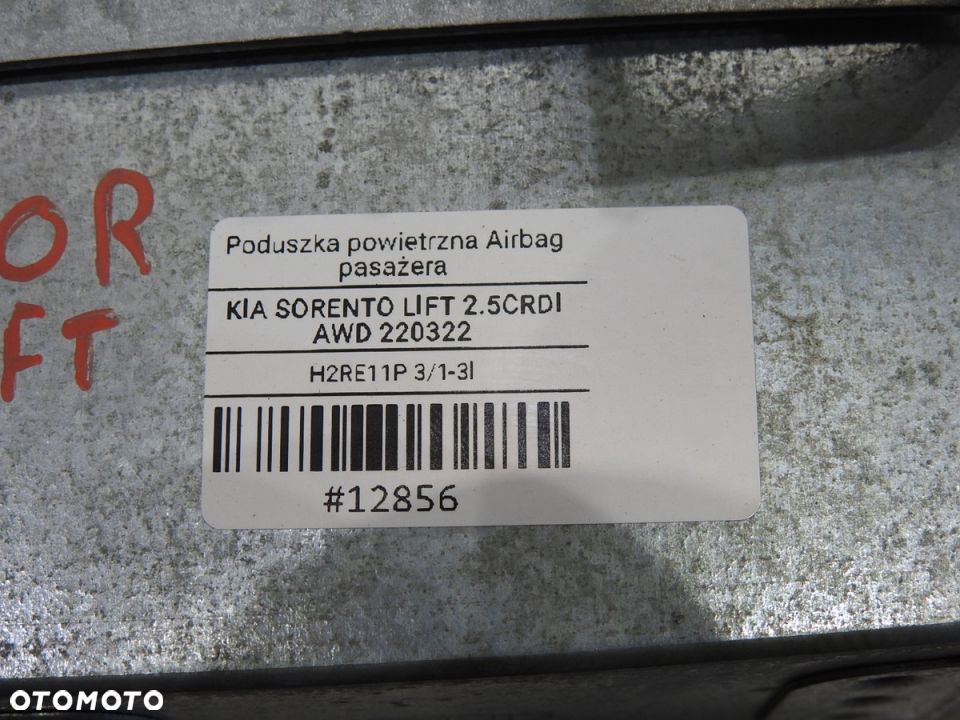 OR
FT
Poduszka powietrzna Airbag
pasażera
KIA SORENTO LIFT 2.5CRDI
AWD 220322
H2RE11P 3/1-3l
#12856
OTOMOTO